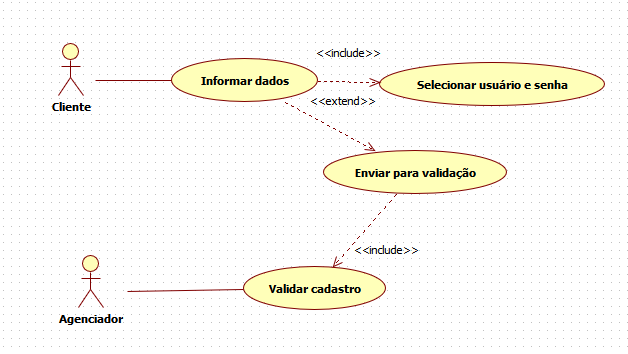 <<include>>
Informar dados
Selecionar usuário e senha
<<extend>>
Cliente
Enviar para validação
<<include>>
Validar cadastro
Agenciador